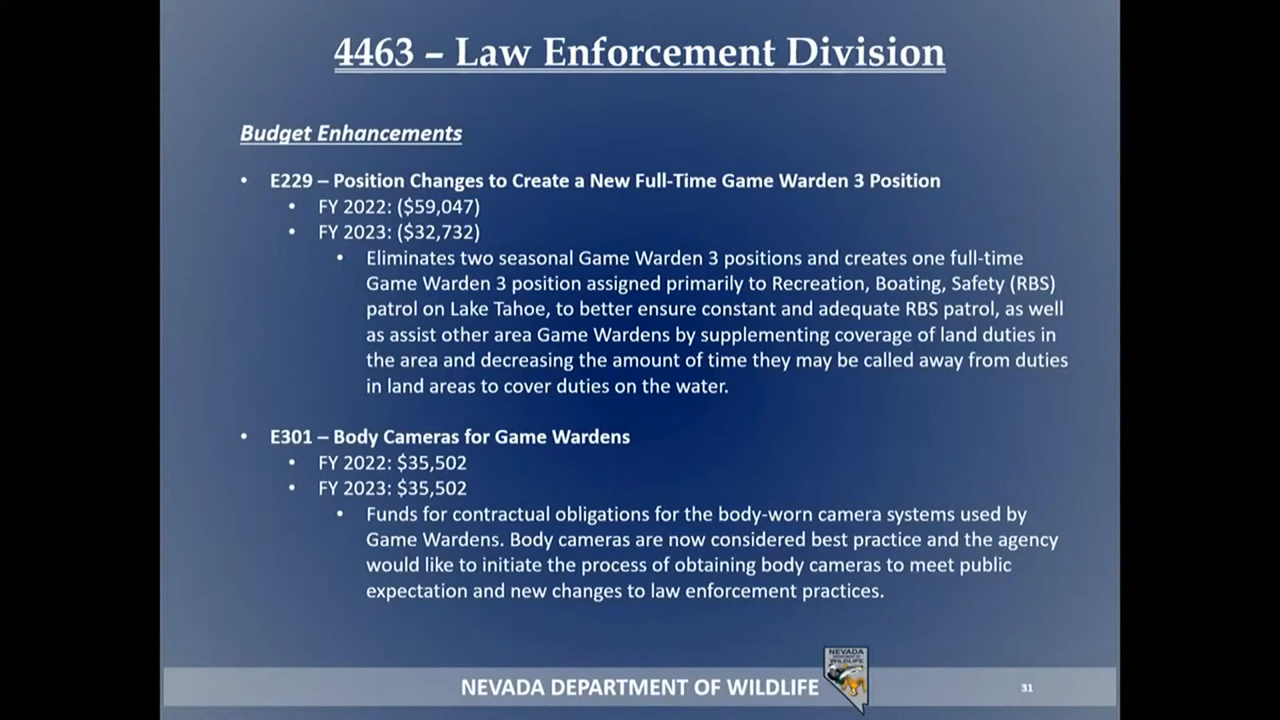 4463 – Law Enforcement Division
Budget Enhancements
• E229 – Position Changes to Create a New Full-Time Game Warden 3 Position
• FY 2022: ($59,047)
• FY 2023: ($32,732)
• Eliminates two seasonal Game Warden 3 positions and creates one full-time
Game Warden 3 position assigned primarily to Recreation, Boating, Safety (RBS)
patrol on Lake Tahoe, to better ensure constant and adequate RBS patrol, as well
as assist other area Game Wardens by supplementing coverage of land duties in
the area and decreasing the amount of time they may be called away from duties
in land areas to cover duties on the water.
• E301 – Body Cameras for Game Wardens
• FY 2022: $35,502
• FY 2023: $35,502
• Funds for contractual obligations for the body-worn camera systems used by
Game Wardens. Body cameras are now considered best practice and the agency
would like to initiate the process of obtaining body cameras to meet public
expectation and new changes to law enforcement practices.
NEVADA
WILDLIFE
NEVADA DEPARTMENT OF WILDLIFE
31